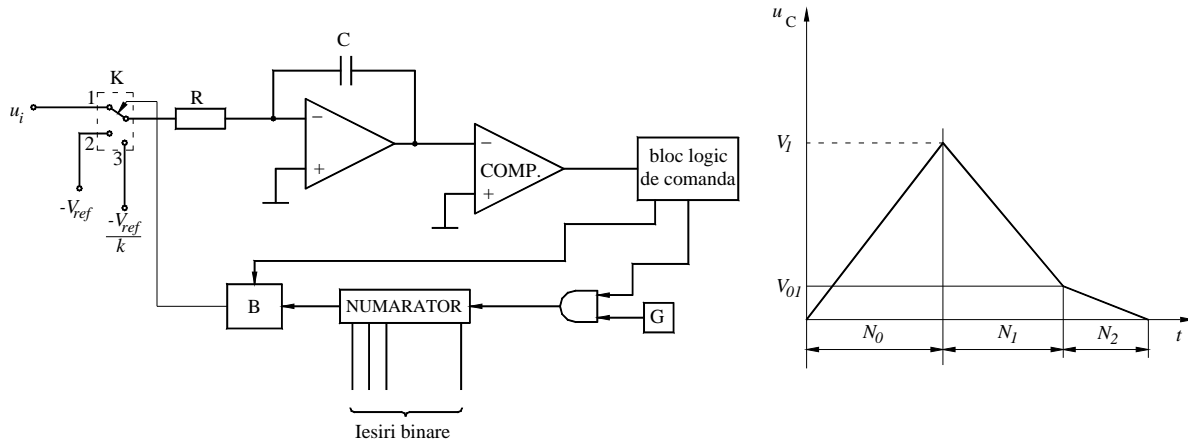 C
K
R
1
u_i
2
3
−
+
−
COMP.
+
bloc logic
de comanda
-V_ref
-V_ref
k
B
NUMARATOR
G
Iesiri binare
u_C
V_I
V_01
N_0
N_1
N_2
t